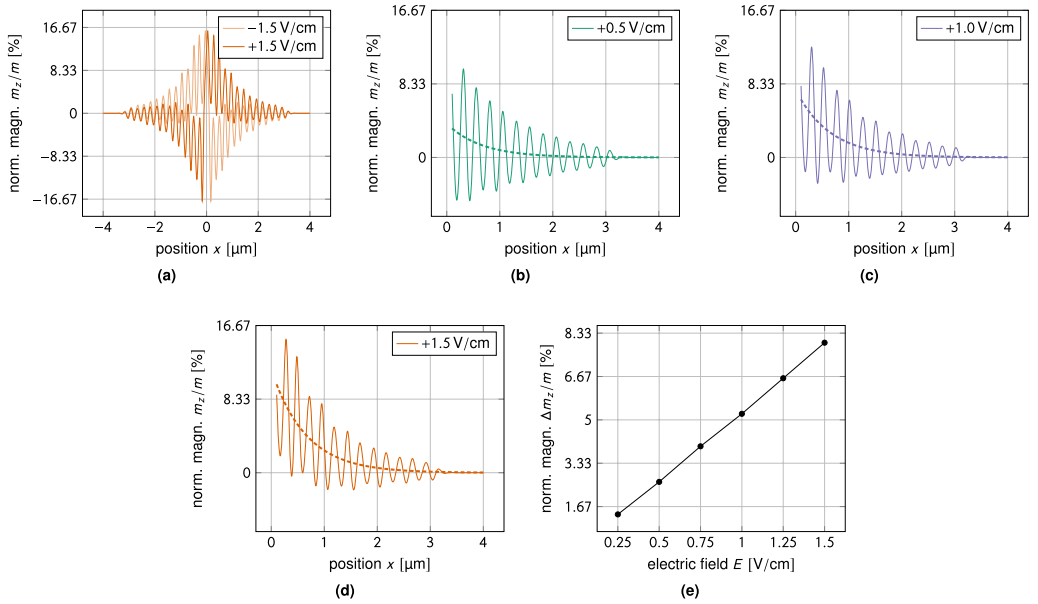 16.67
8.33
0
−8.33
−16.67
norm. magn. m_z/m [%]
−1.5 V/cm
+1.5 V/cm
−4
−2
0
2
4
position x [µm]
(a)
16.67
8.33
0
norm. magn. m_z/m [%]
+0.5 V/cm
0
1
2
3
4
position x [µm]
(b)
16.67
8.33
0
norm. magn. m_z/m [%]
+1.0 V/cm
0
1
2
3
4
position x [µm]
(c)
16.67
8.33
0
norm. magn. m_z/m [%]
+1.5 V/cm
0
1
2
3
4
position x [µm]
(d)
8.33
6.67
5
3.33
1.67
norm. magn. Δm_z/m [%]
0.25
0.5
0.75
1
1.25
1.5
electric field E [V/cm]
(e)